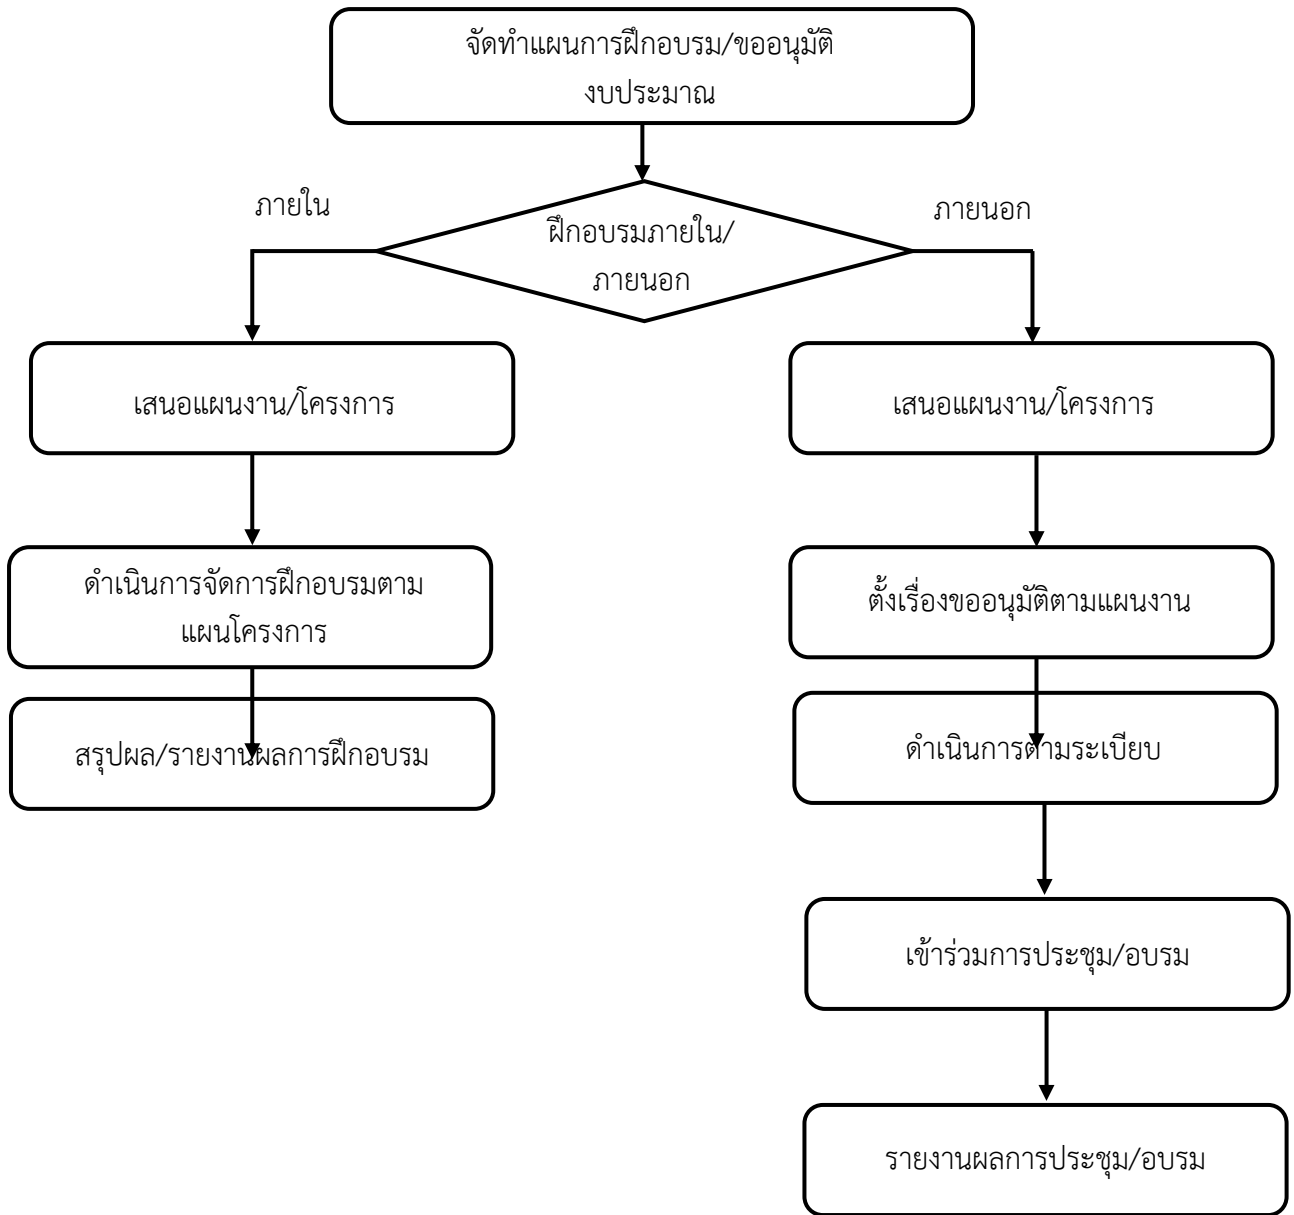 จัดทำแผนการฝึกอบรม/ขออนุมัติ
งบประมาณ
ภายใน
ภายนอก
ฝึกอบรมภายใน/
ภายนอก
เสนอแผนงาน/โครงการ
เสนอแผนงาน/โครงการ
ดำเนินการจัดการฝึกอบรมตาม
แผนโครงการ
ตั้งเรื่องขออนุมัติตามแผนงาน
สรุปผล/รายงานผลการฝึกอบรม
ดำเนินการตามระเบียบ
เข้าร่วมการประชุม/อบรม
รายงานผลการประชุม/อบรม